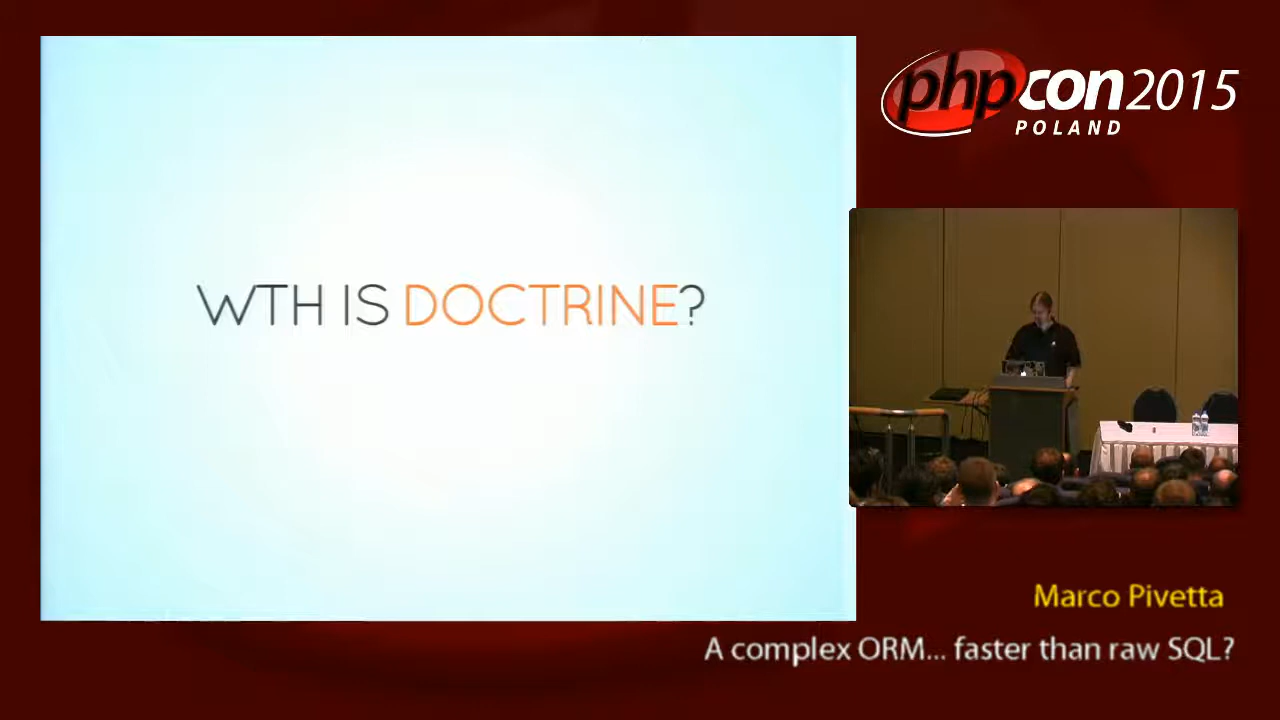 WTH IS DOCTRINE?
phpcon2015
POLAND
Marco Pivetta
A complex ORM... faster than raw SQL?